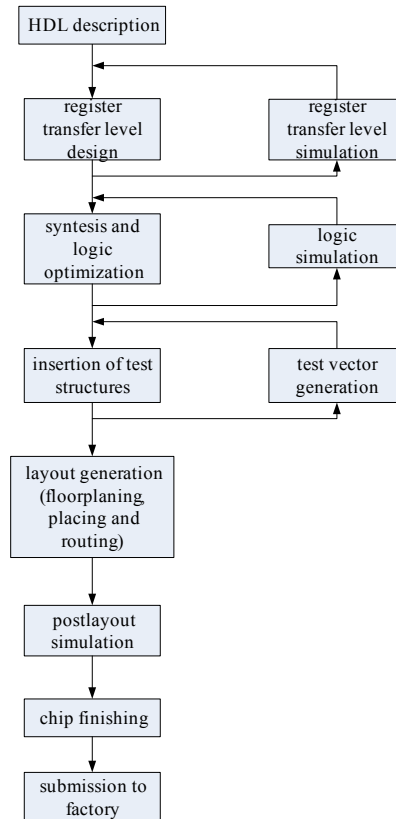 HDL description
register
transfer level
design
register
transfer level
simulation
syntesis and
logic
optimization
logic
simulation
insertion of test
structures
test vector
generation
layout generation
(floorplaning,
placing and
routing)
postlayout
simulation
chip finishing
submission to
factory